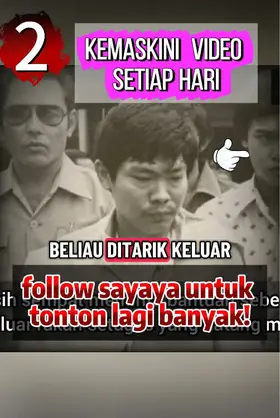 2
KEMASKINI VIDEO
SETIAP HARI
BELIAU DITARIK KELUAR
follow sayaya untuk
tonton lagi banyak!